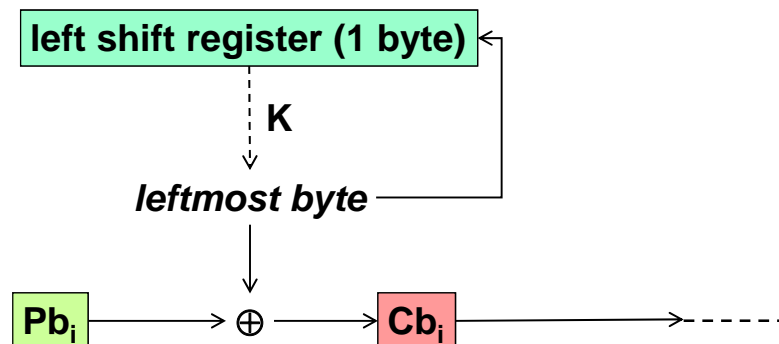 left shift register (1 byte)
K
leftmost byte
Pbᵢ ⊕ Cbᵢ